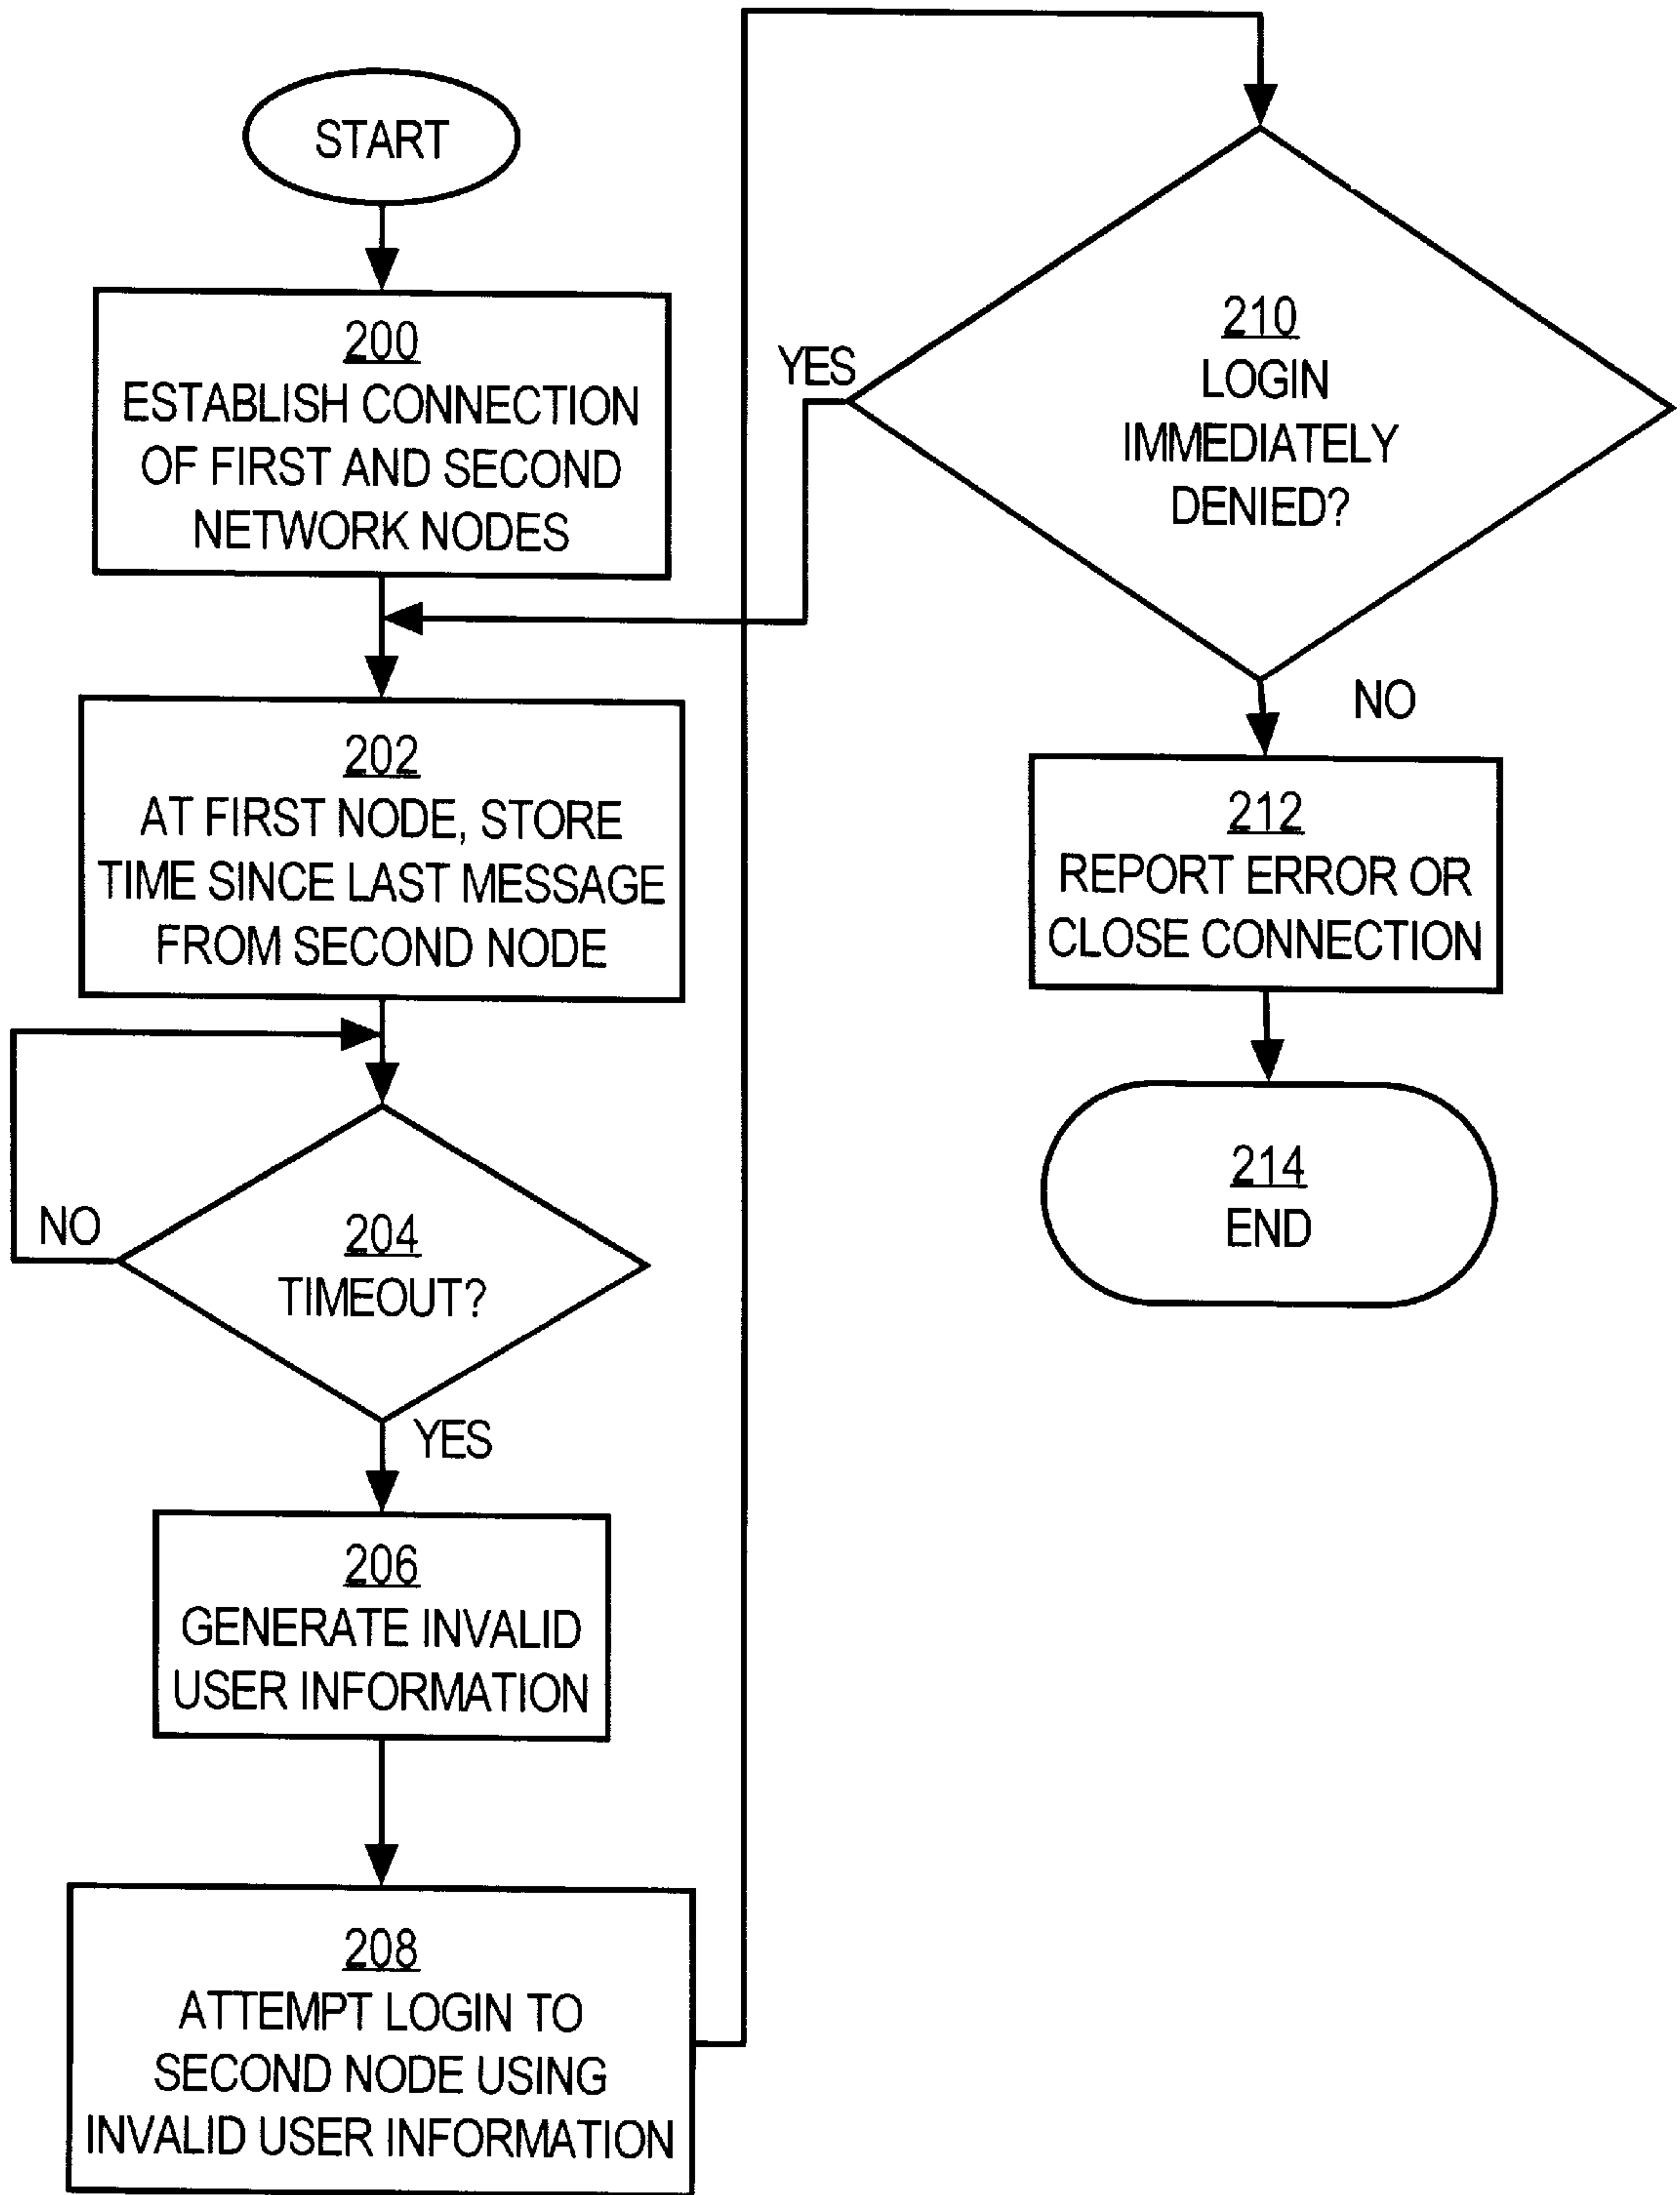 START
200
ESTABLISH CONNECTION
OF FIRST AND SECOND
NETWORK NODES
202
AT FIRST NODE, STORE
TIME SINCE LAST MESSAGE
FROM SECOND NODE
NO
204
TIMEOUT?
YES
206
GENERATE INVALID
USER INFORMATION
208
ATTEMPT LOGIN TO
SECOND NODE USING
INVALID USER INFORMATION
210
LOGIN
IMMEDIATELY
DENIED?
YES
NO
212
REPORT ERROR OR
CLOSE CONNECTION
214
END